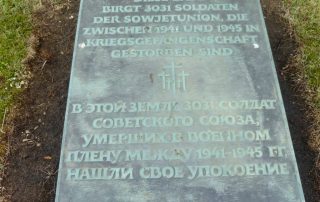 BIRGT 3031 SOLDATEN
DER SOWJETUNION, DIE
ZWISCHEN 1941 UND 1945 IN
KRIEGSGEFANGENSCHAFT
GESTORBEN SIND
В ЭТОЙ ЗЕМЛЕ 3031 СОЛДАТ
СОВЕТСКОГО СОЮЗА,
УМЕРШИХ В ВОЕННОМ
ПЛЕНУ МЕЖДУ 1941-1945 ГГ.
НАШЛИ СВОЕ УПОКОЕНИЕ